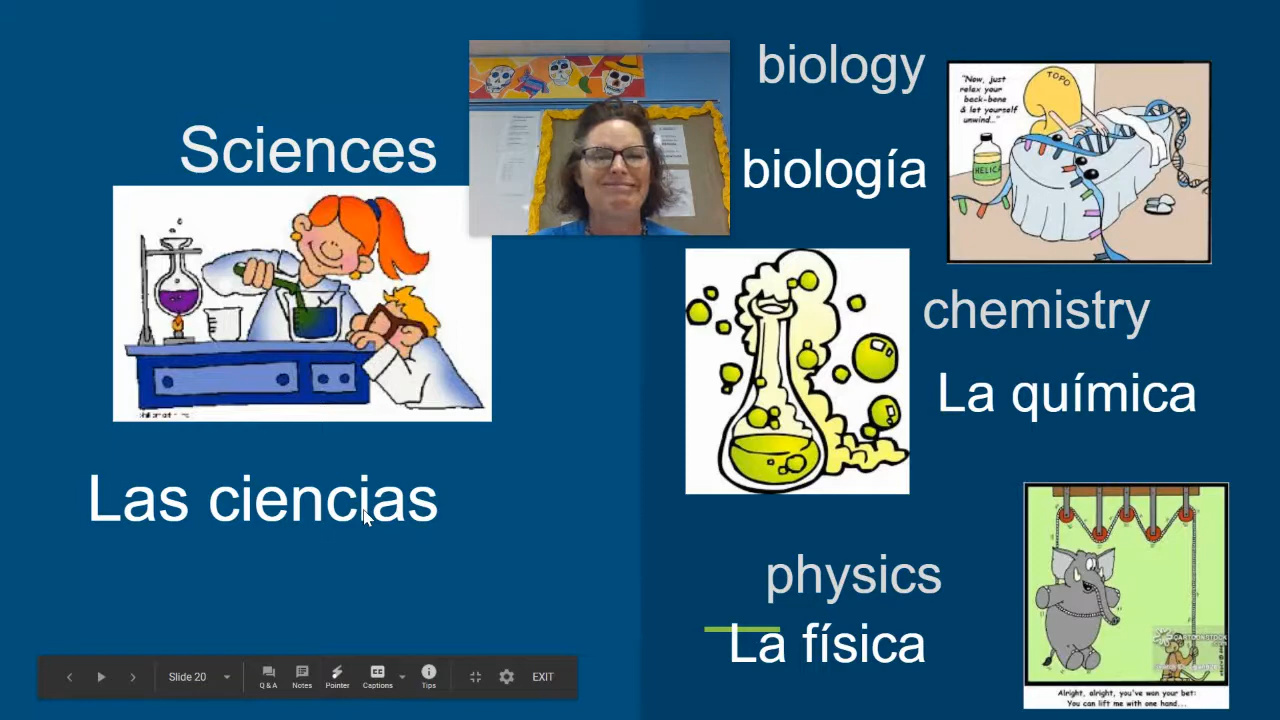 Sciences
Las ciencias
biology
biología
"Now, just
relax your
back-bone
& let yourself
unwind..."
TOPO
HELICA
chemistry
La química
physics
La física
CARTOONSTOCK
.com
Alright, alright, you've won your bet:
You can lift me with one hand...
Slide 20
Q & A
Notes
Pointer
Captions
Tips
EXIT